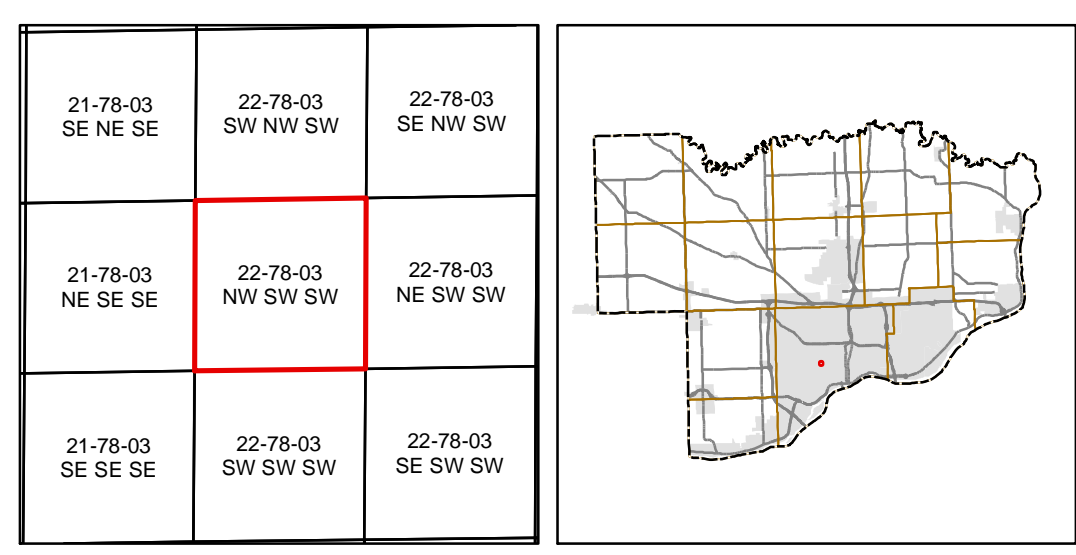 21-78-03
SE NE SE
22-78-03
SW NW SW
22-78-03
SE NW SW
21-78-03
NE SE SE
22-78-03
NW SW SW
22-78-03
NE SW SW
21-78-03
SE SE SE
22-78-03
SW SW SW
22-78-03
SE SW SW